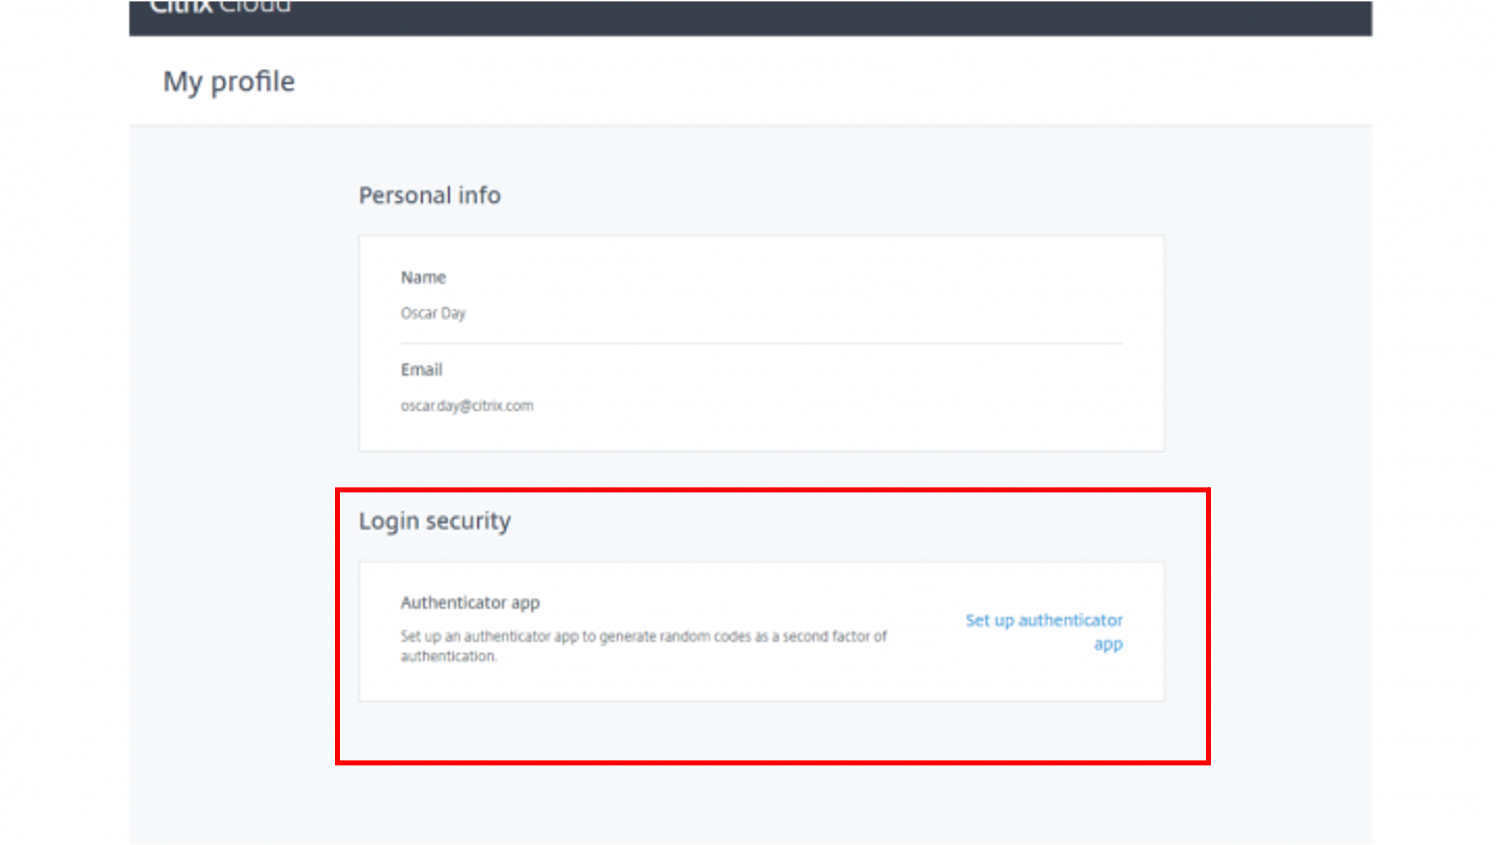 Citrix Cloud
My profile
Personal info
Name
Oscar Day
Email
oscar.day@citrix.com
Login security
Authenticator app
Set up an authenticator app to generate random codes as a second factor of
authentication.
Set up authenticator
app